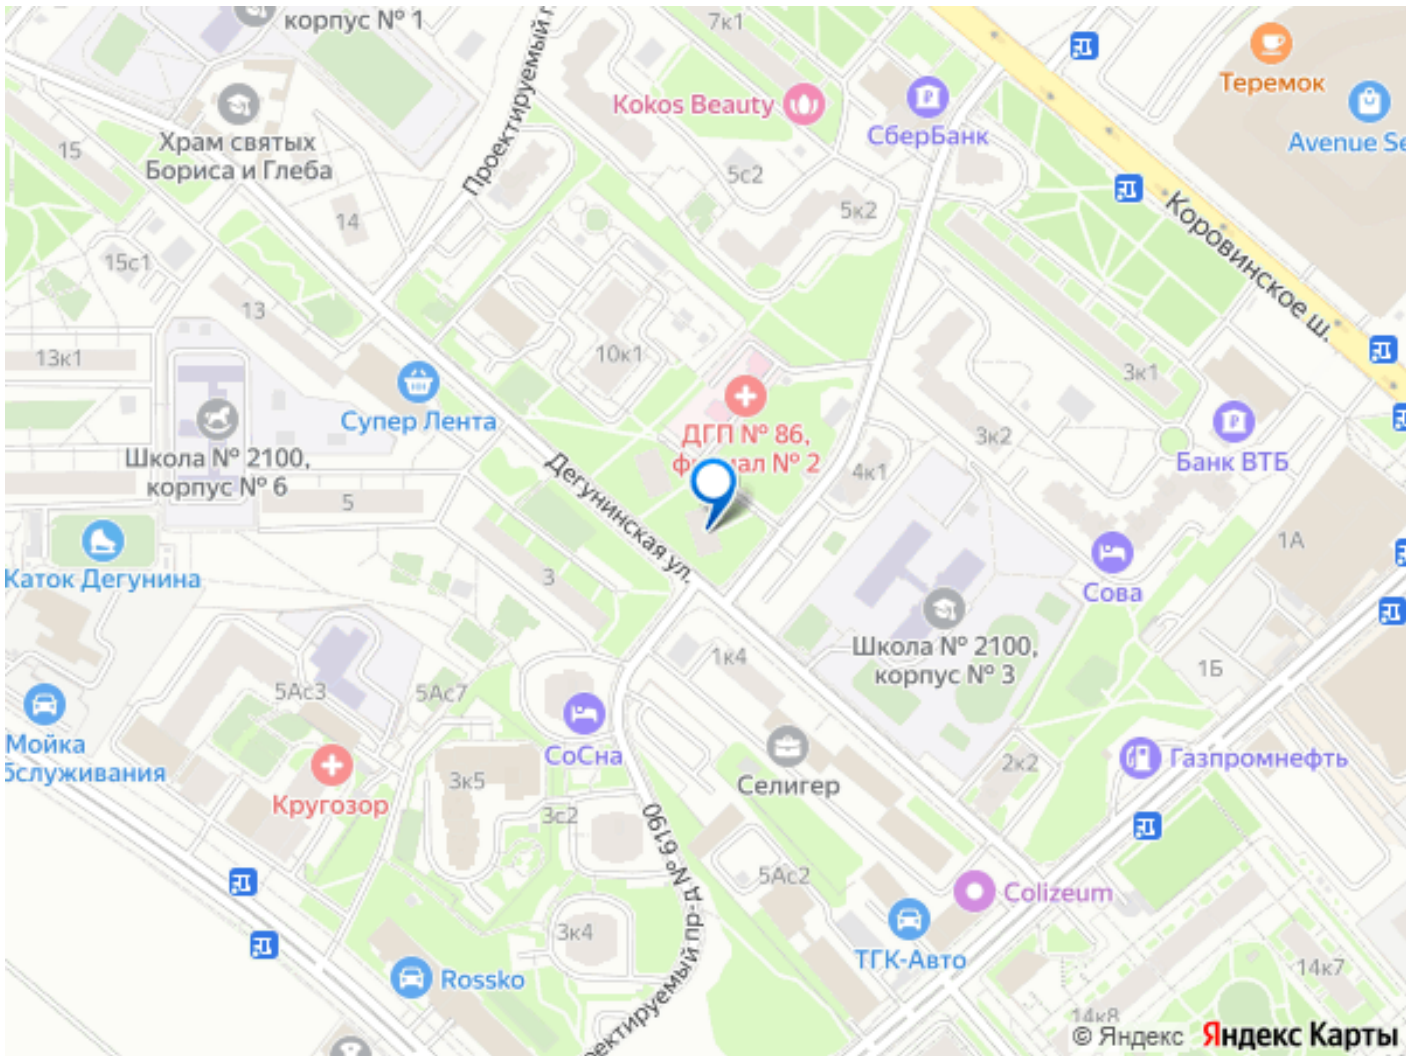 корпус № 1
7к1
Проектируемый п
Теремок
Kokos Beauty
СберБанк
Avenue Se
Храм святых
Бориса и Глеба
15
5с2
14
5к2
Коровинское ш.
15с1
13
13к1
10к1
3к1
Супер Лента
ДГП № 86,
филиал № 2
3к2
Банк ВТБ
Школа № 2100,
корпус № 6
4к1
5
Дегунинская ул.
1А
Каток Дегунина
3
Сова
Школа № 2100,
корпус № 3
1к4
1Б
5Ас3
5Ас7
Мойка
бслуживания
СоСна
Газпромнефть
2к2
3к5
Селигер
Кругозор
3с2
ектируемый пр-д № 6190
5Ас2
Colizeum
3к4
ТГК-Авто
Rossko
14к7
14к8
© Яндекс Яндекс Карты